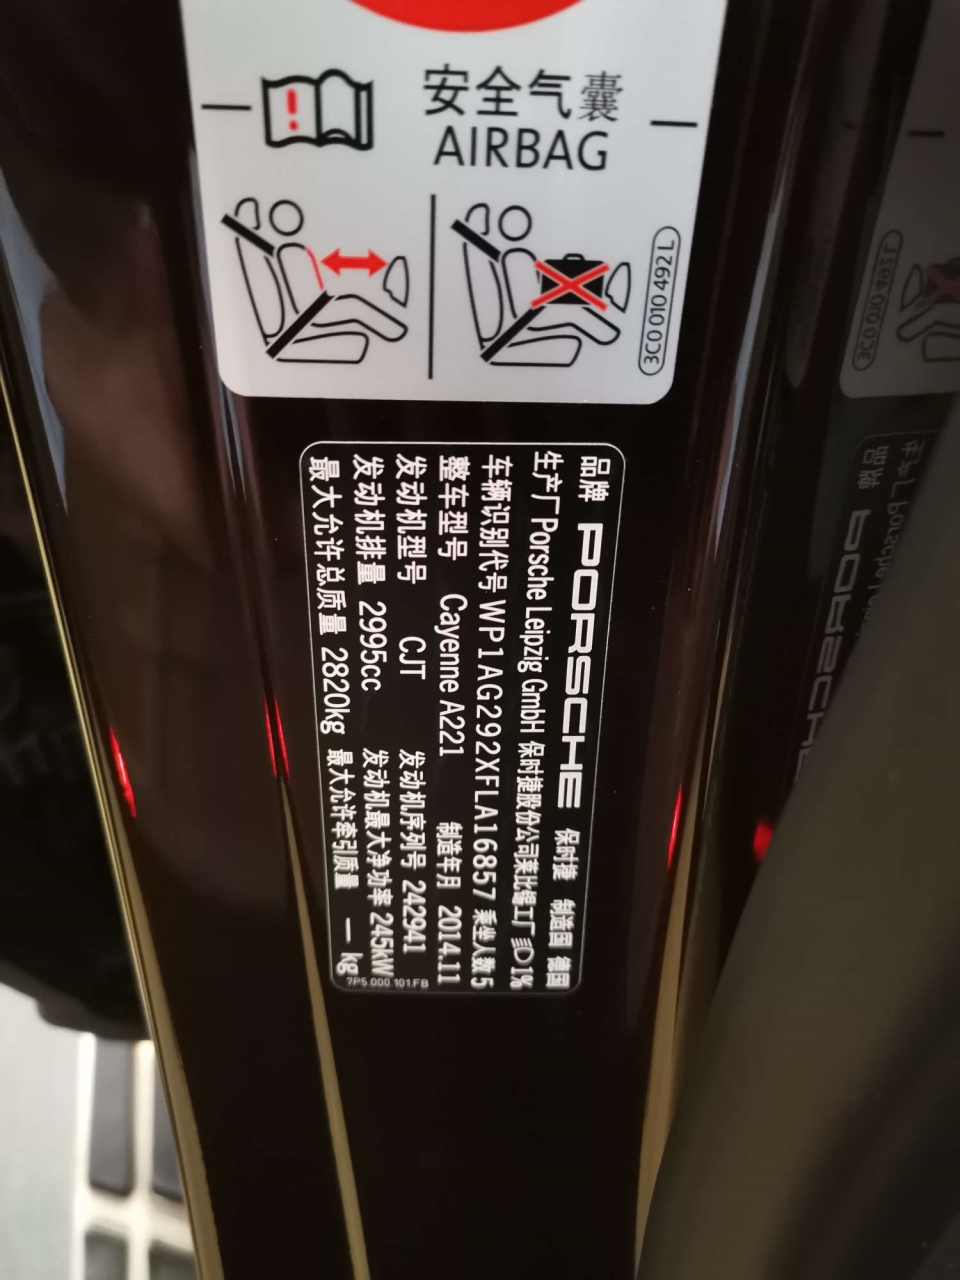 安全气囊
AIRBAG
3C0 010 492 L
品牌 PORSCHE 保时捷 制造国 德国
生产厂 Porsche Leipzig GmbH 保时捷股份公司莱比锡工厂 1%
车辆识别代号 WP1AG292XFLA16857 乘坐人数 5
整车型号 Cayenne A221 制造年月 2014.11
发动机型号 CJT 发动机序列号 242941
发动机排量 2995cc 发动机最大净功率 245kW
最大允许总质量 2820kg 最大允许牵引质量 — kg
7P5.000.101.FB